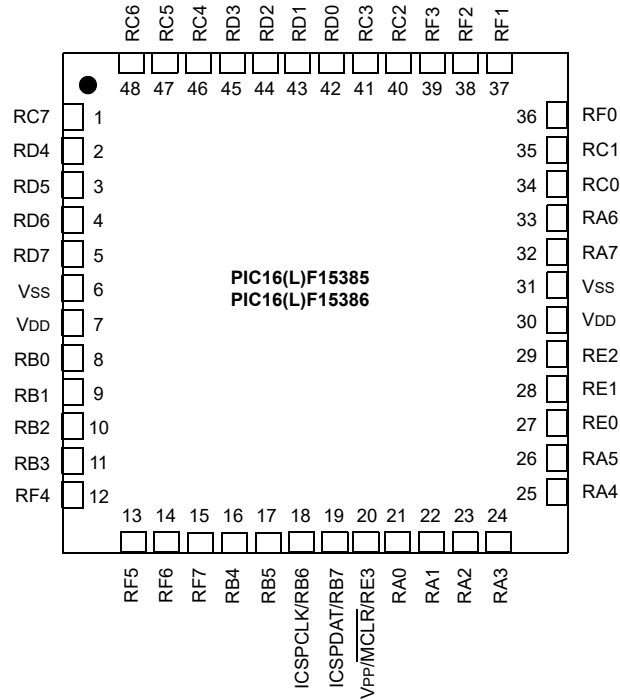 RC6 RC5 RC4 RD3 RD2 RD1 RD0 RC3 RC2 RF3 RF2 RF1
48 47 46 45 44 43 42 41 40 39 38 37
RC7 1 36 RF0
RD4 2 35 RC1
RD5 3 34 RC0
RD6 4 33 RA6
RD7 5 32 RA7
VSS 6 31 VSS
VDD 7 30 VDD
RB0 8 29 RE2
RB1 9 28 RE1
RB2 10 27 RE0
RB3 11 26 RA5
RF4 12 25 RA4
PIC16(L)F15385
PIC16(L)F15386
13 14 15 16 17 18 19 20 21 22 23 24
RF5 RF6 RF7 RB4 RB5 ICSPCLK/RB6 ICSPDAT/RB7 VPP/MCLR/RE3 RA0 RA1 RA2 RA3